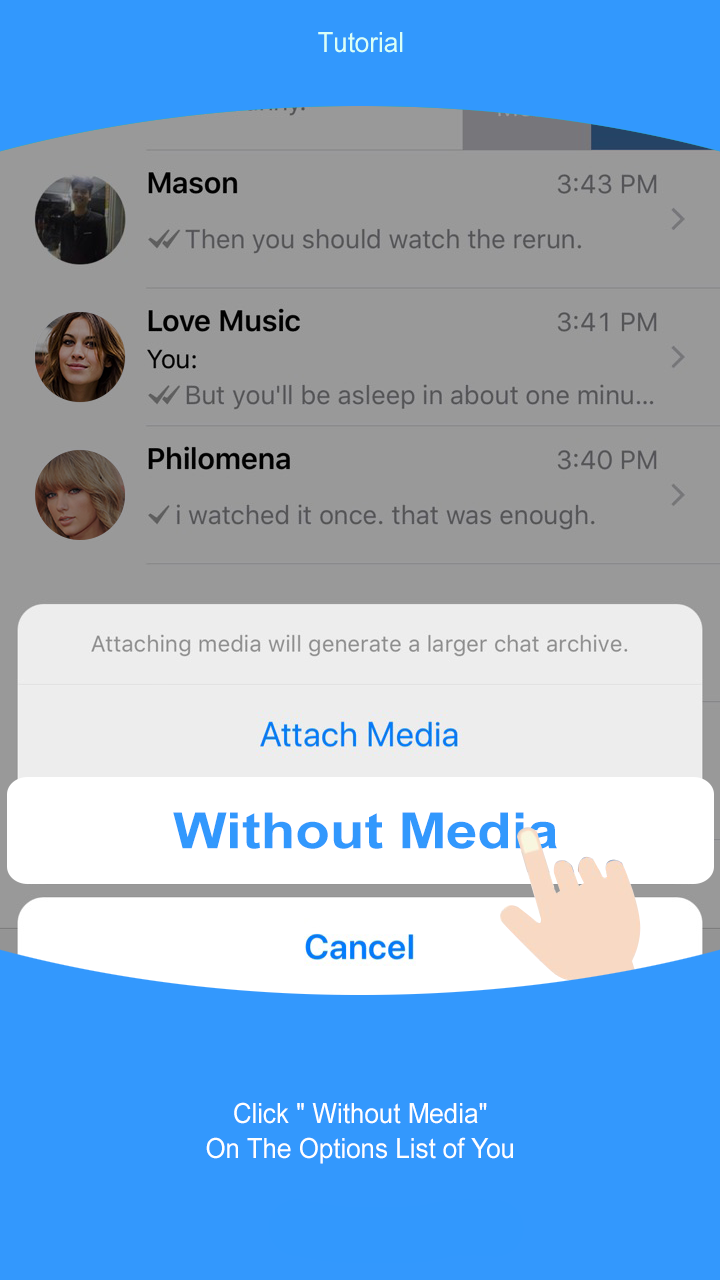 Tutorial
Mason
3:43 PM
Then you should watch the rerun.
Love Music
3:41 PM
You:
But you'll be asleep in about one minu...
Philomena
3:40 PM
i watched it once. that was enough.
Attaching media will generate a larger chat archive.
Attach Media
Without Media
Cancel
Click " Without Media"
On The Options List of You